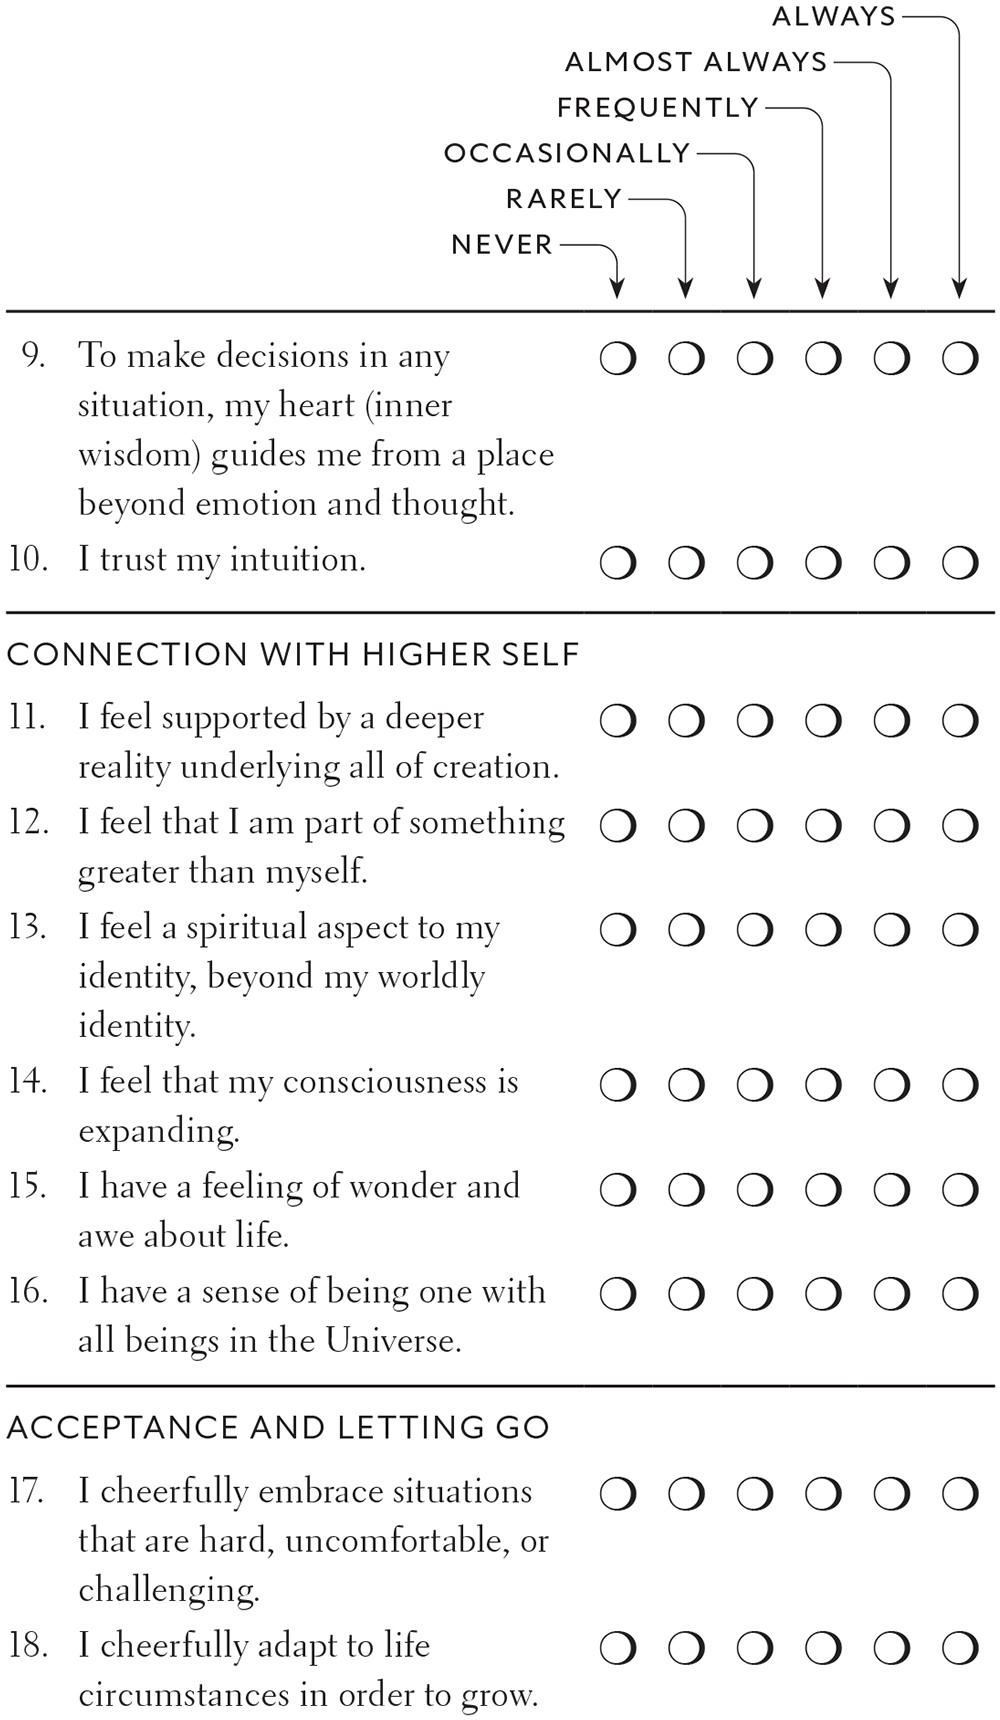 ALWAYS
ALMOST ALWAYS
FREQUENTLY
OCCASIONALLY
RARELY
NEVER
9. To make decisions in any
situation, my heart (inner
wisdom) guides me from a place
beyond emotion and thought.
10. I trust my intuition.
CONNECTION WITH HIGHER SELF
11. I feel supported by a deeper
reality underlying all of creation.
12. I feel that I am part of something
greater than myself.
13. I feel a spiritual aspect to my
identity, beyond my worldly
identity.
14. I feel that my consciousness is
expanding.
15. I have a feeling of wonder and
awe about life.
16. I have a sense of being one with
all beings in the Universe.
ACCEPTANCE AND LETTING GO
17. I cheerfully embrace situations
that are hard, uncomfortable, or
challenging.
18. I cheerfully adapt to life
circumstances in order to grow.